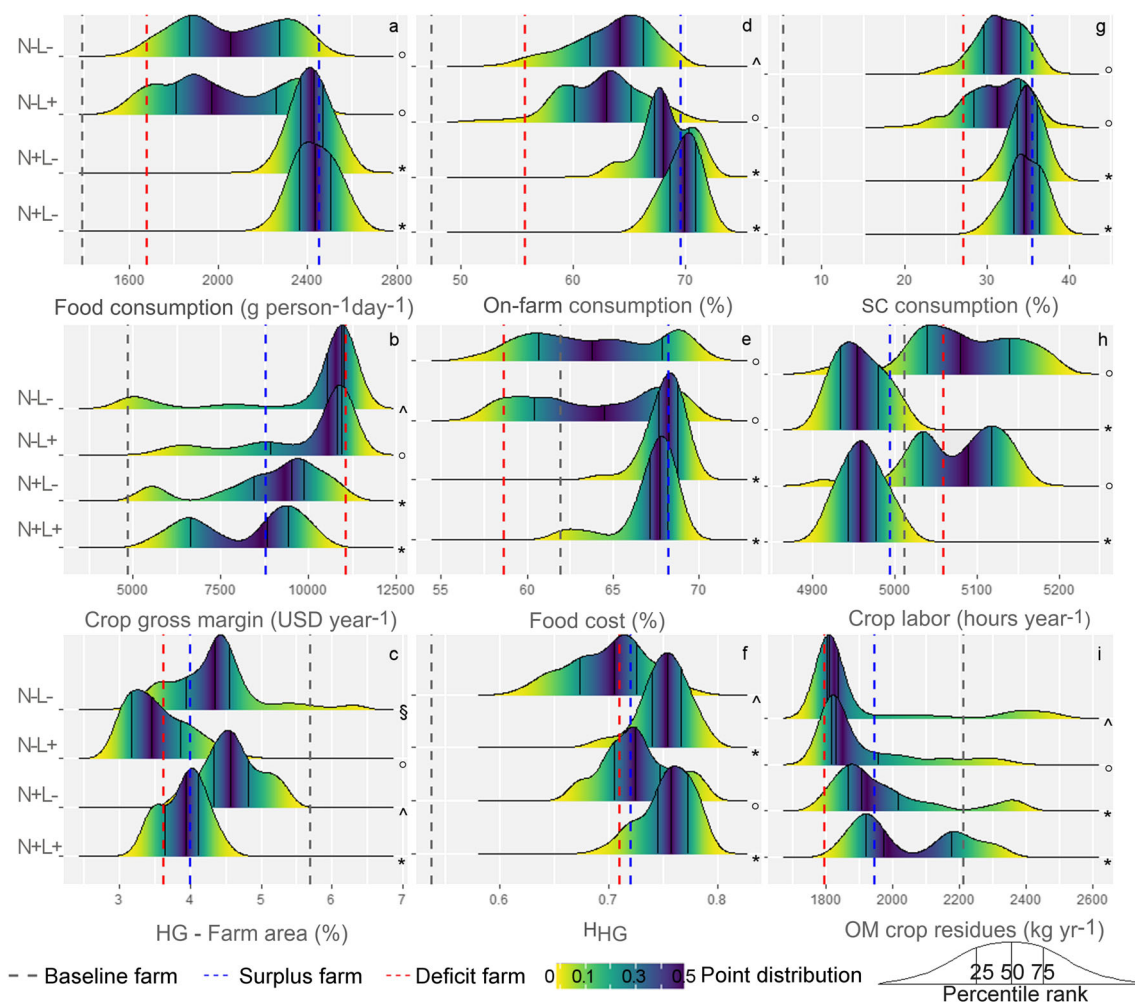 N-L-
N-L+
N+L-
N+L-
a
o
o
*
*
1600 2000 2400 2800
Food consumption (g person-1day-1)
d
^
o
*
*
50 60 70
On-farm consumption (%)
g
o
o
*
*
10 20 30 40
SC consumption (%)
N-L-
N-L+
N+L-
N+L+
b
^
o
*
*
5000 7500 10000 12500
Crop gross margin (USD year-1)
e
o
o
*
*
55 60 65 70
Food cost (%)
h
o
*
o
*
4900 5000 5100 5200
Crop labor (hours year-1)
N-L-
N-L+
N+L-
N+L+
c
§
o
^
*
3 4 5 6 7
HG - Farm area (%)
f
^
*
o
*
0.6 0.7 0.8
HHG
i
^
o
*
*
1800 2000 2200 2400 2600
OM crop residues (kg yr-1)
Baseline farm Surplus farm Deficit farm 0 0.1 0.3 0.5 Point distribution
25 50 75
Percentile rank